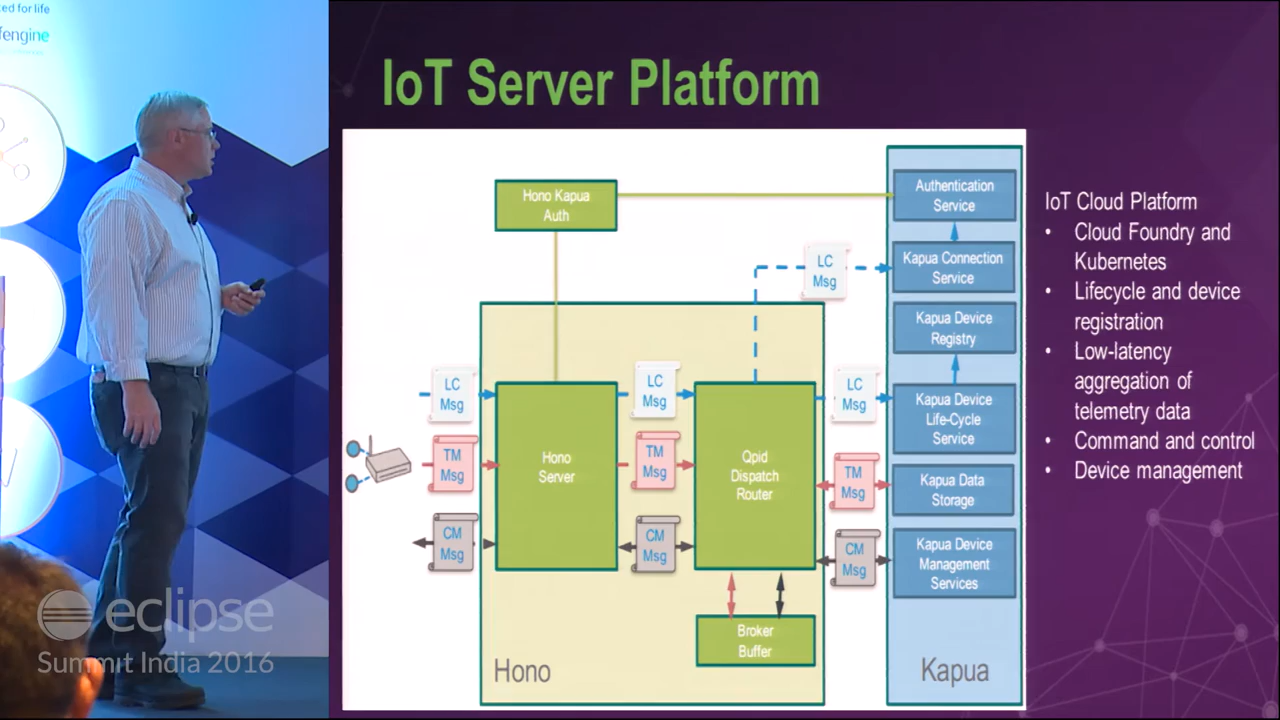 ted for life
fengine
IoT Server Platform
Hono Kapua
Auth
Authentication
Service
LC
Msg
Kapua Connection
Service
Kapua Device
Registry
LC
Msg
LC
Msg
LC
Msg
Kapua Device
Life-Cycle
Service
Hono
Server
Qpid
Dispatch
Router
TM
Msg
TM
Msg
TM
Msg
Kapua Data
Storage
CM
Msg
CM
Msg
CM
Msg
Kapua Device
Management
Services
Broker
Buffer
Hono
Kapua
IoT Cloud Platform
• Cloud Foundry and
Kubernetes
• Lifecycle and device
registration
• Low-latency
aggregation of
telemetry data
• Command and control
• Device management
eclipse
Summit India 2016